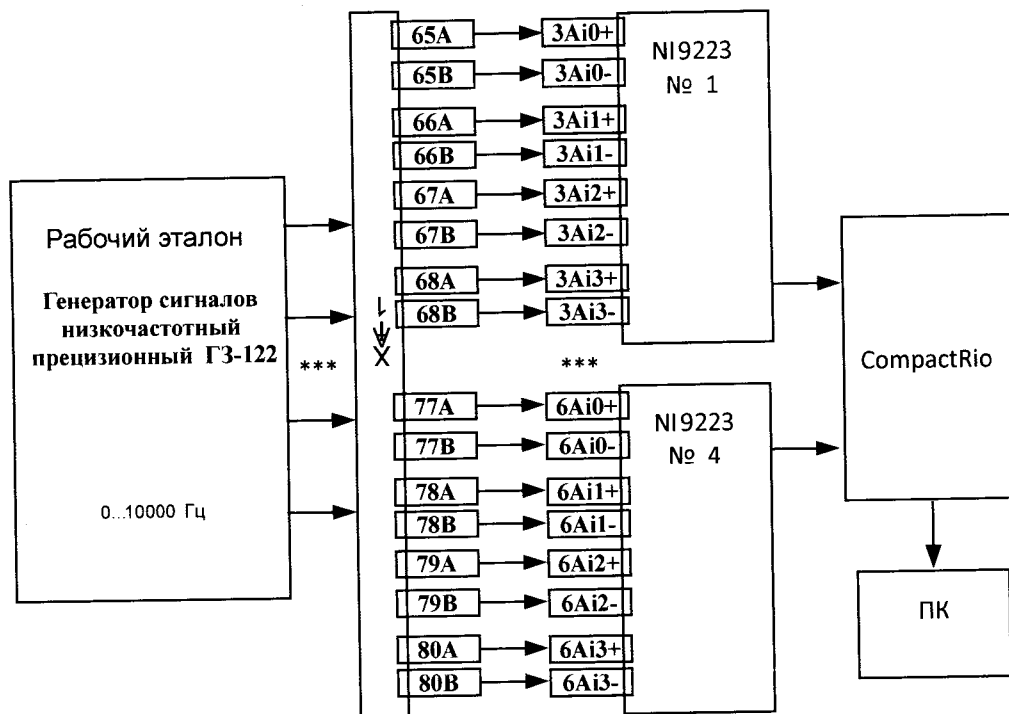 Рабочий эталон
Генератор сигналов
низкочастотный
прецизионный ГЗ-122
0...10000 Гц
***
X
65A
65B
66A
66B
67A
67B
68A
68B
77A
77B
78A
78B
79A
79B
80A
80B
3Ai0+
3Ai0-
3Ai1+
3Ai1-
3Ai2+
3Ai2-
3Ai3+
3Ai3-
***
6Ai0+
6Ai0-
6Ai1+
6Ai1-
6Ai2+
6Ai2-
6Ai3+
6Ai3-
NI9223
№ 1
NI9223
№ 4
CompactRio
ПК